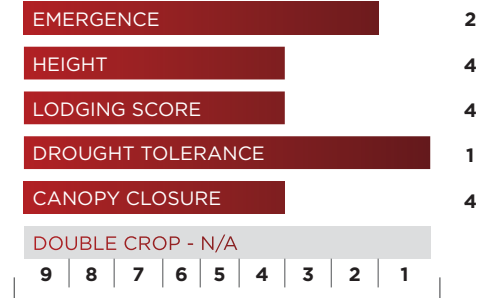 EMERGENCE 2
HEIGHT 4
LODGING SCORE 4
DROUGHT TOLERANCE 1
CANOPY CLOSURE 4
DOUBLE CROP - N/A
9 8 7 6 5 4 3 2 1